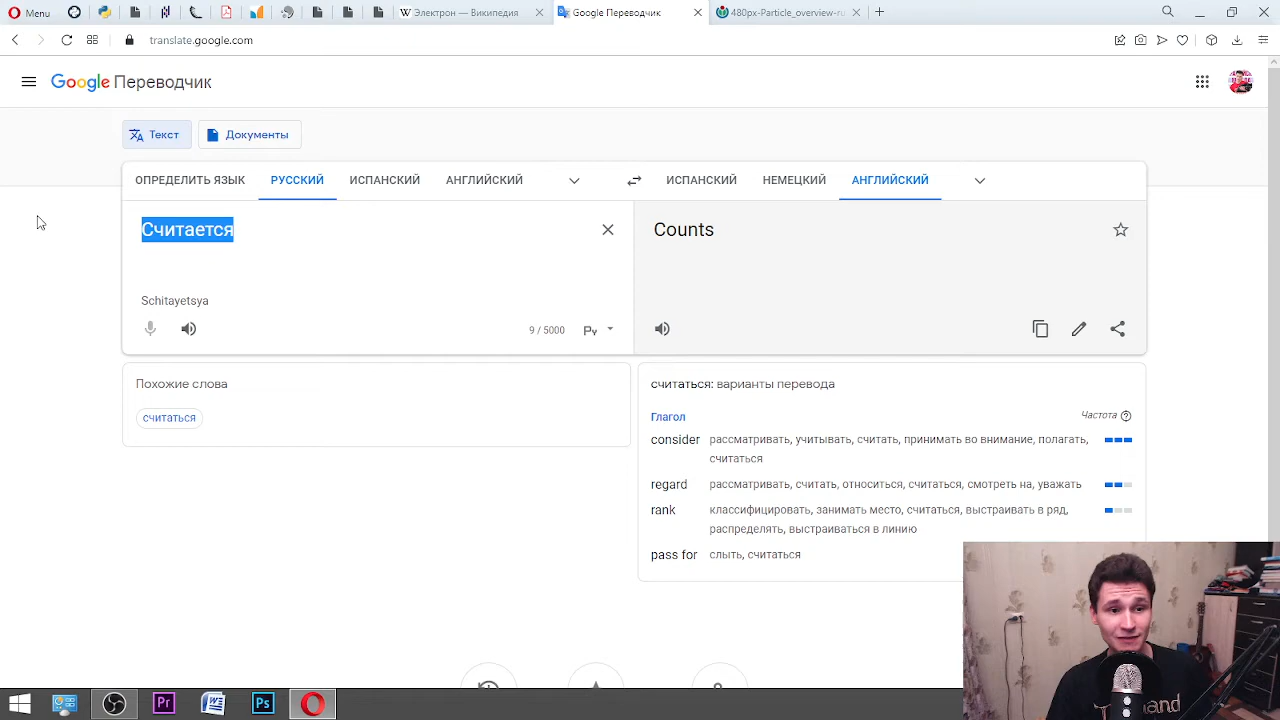 Menu
Электрон — Википедия
Google Переводчик
480px-Particle_overview-ru
translate.google.com
Google Переводчик
Текст
Документы
ОПРЕДЕЛИТЬ ЯЗЫК
РУССКИЙ
ИСПАНСКИЙ
АНГЛИЙСКИЙ
ИСПАНСКИЙ
НЕМЕЦКИЙ
АНГЛИЙСКИЙ
Считается
Counts
Schitayetsya
9 / 5000
Похожие слова
считаться
считаться: варианты перевода
Глагол
Частота
consider рассматривать, учитывать, считать, принимать во внимание, полагать,
считаться
regard рассматривать, считать, относиться, считаться, смотреть на, уважать
rank классифицировать, занимать место, считаться, выстраивать в ряд,
распределять, выстраиваться в линию
pass for слыть, считаться
Pr
Ps